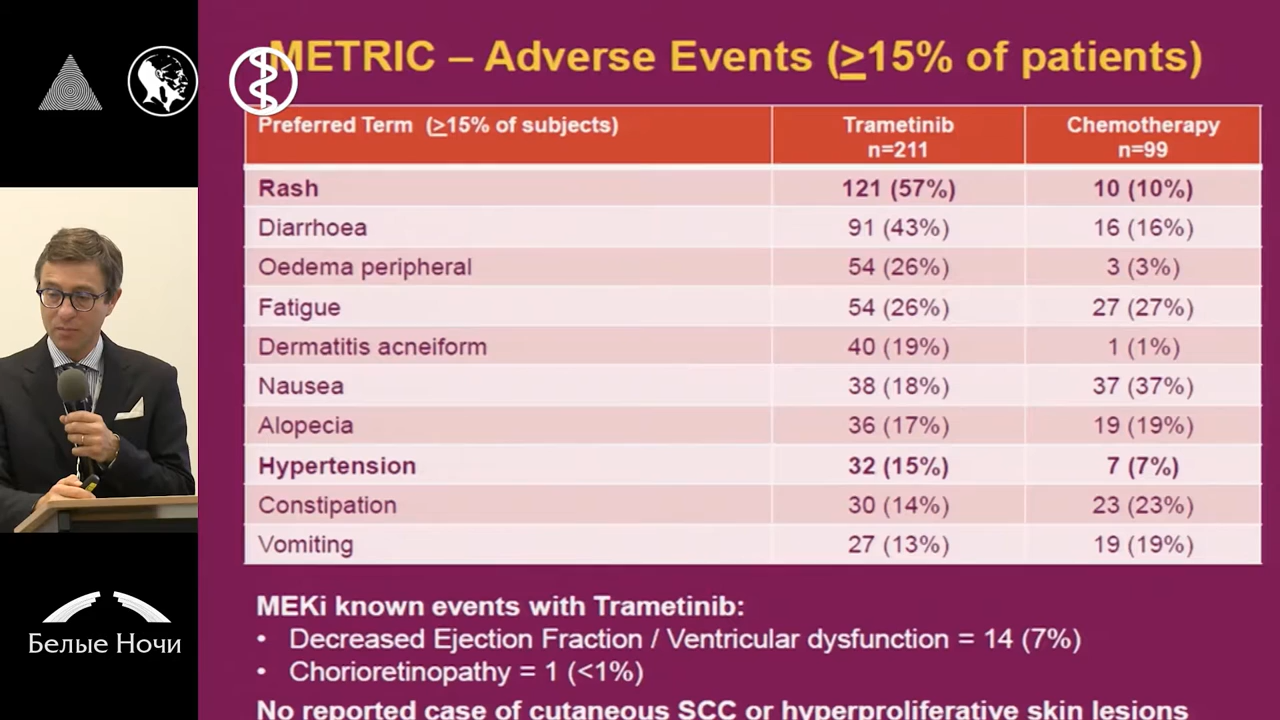 METRIC – Adverse Events (≥15% of patients)
Preferred Term (≥15% of subjects) Trametinib n=211 Chemotherapy n=99
Rash 121 (57%) 10 (10%)
Diarrhoea 91 (43%) 16 (16%)
Oedema peripheral 54 (26%) 3 (3%)
Fatigue 54 (26%) 27 (27%)
Dermatitis acneiform 40 (19%) 1 (1%)
Nausea 38 (18%) 37 (37%)
Alopecia 36 (17%) 19 (19%)
Hypertension 32 (15%) 7 (7%)
Constipation 30 (14%) 23 (23%)
Vomiting 27 (13%) 19 (19%)
MEKi known events with Trametinib:
• Decreased Ejection Fraction / Ventricular dysfunction = 14 (7%)
• Chorioretinopathy = 1 (<1%)
No reported case of cutaneous SCC or hyperproliferative skin lesions
Белые Ночи